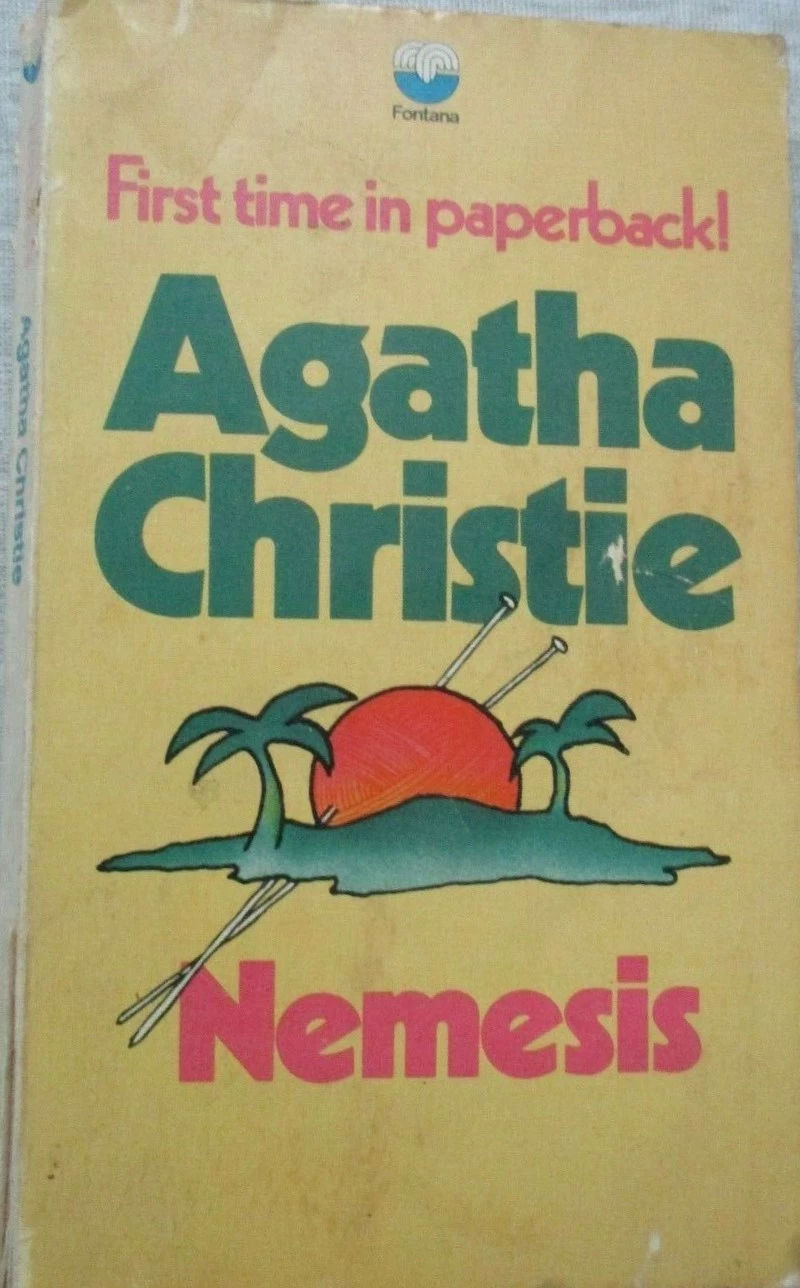 Fontana
First time in paperback!
Agatha
Christie
Nemesis
Agatha Christie